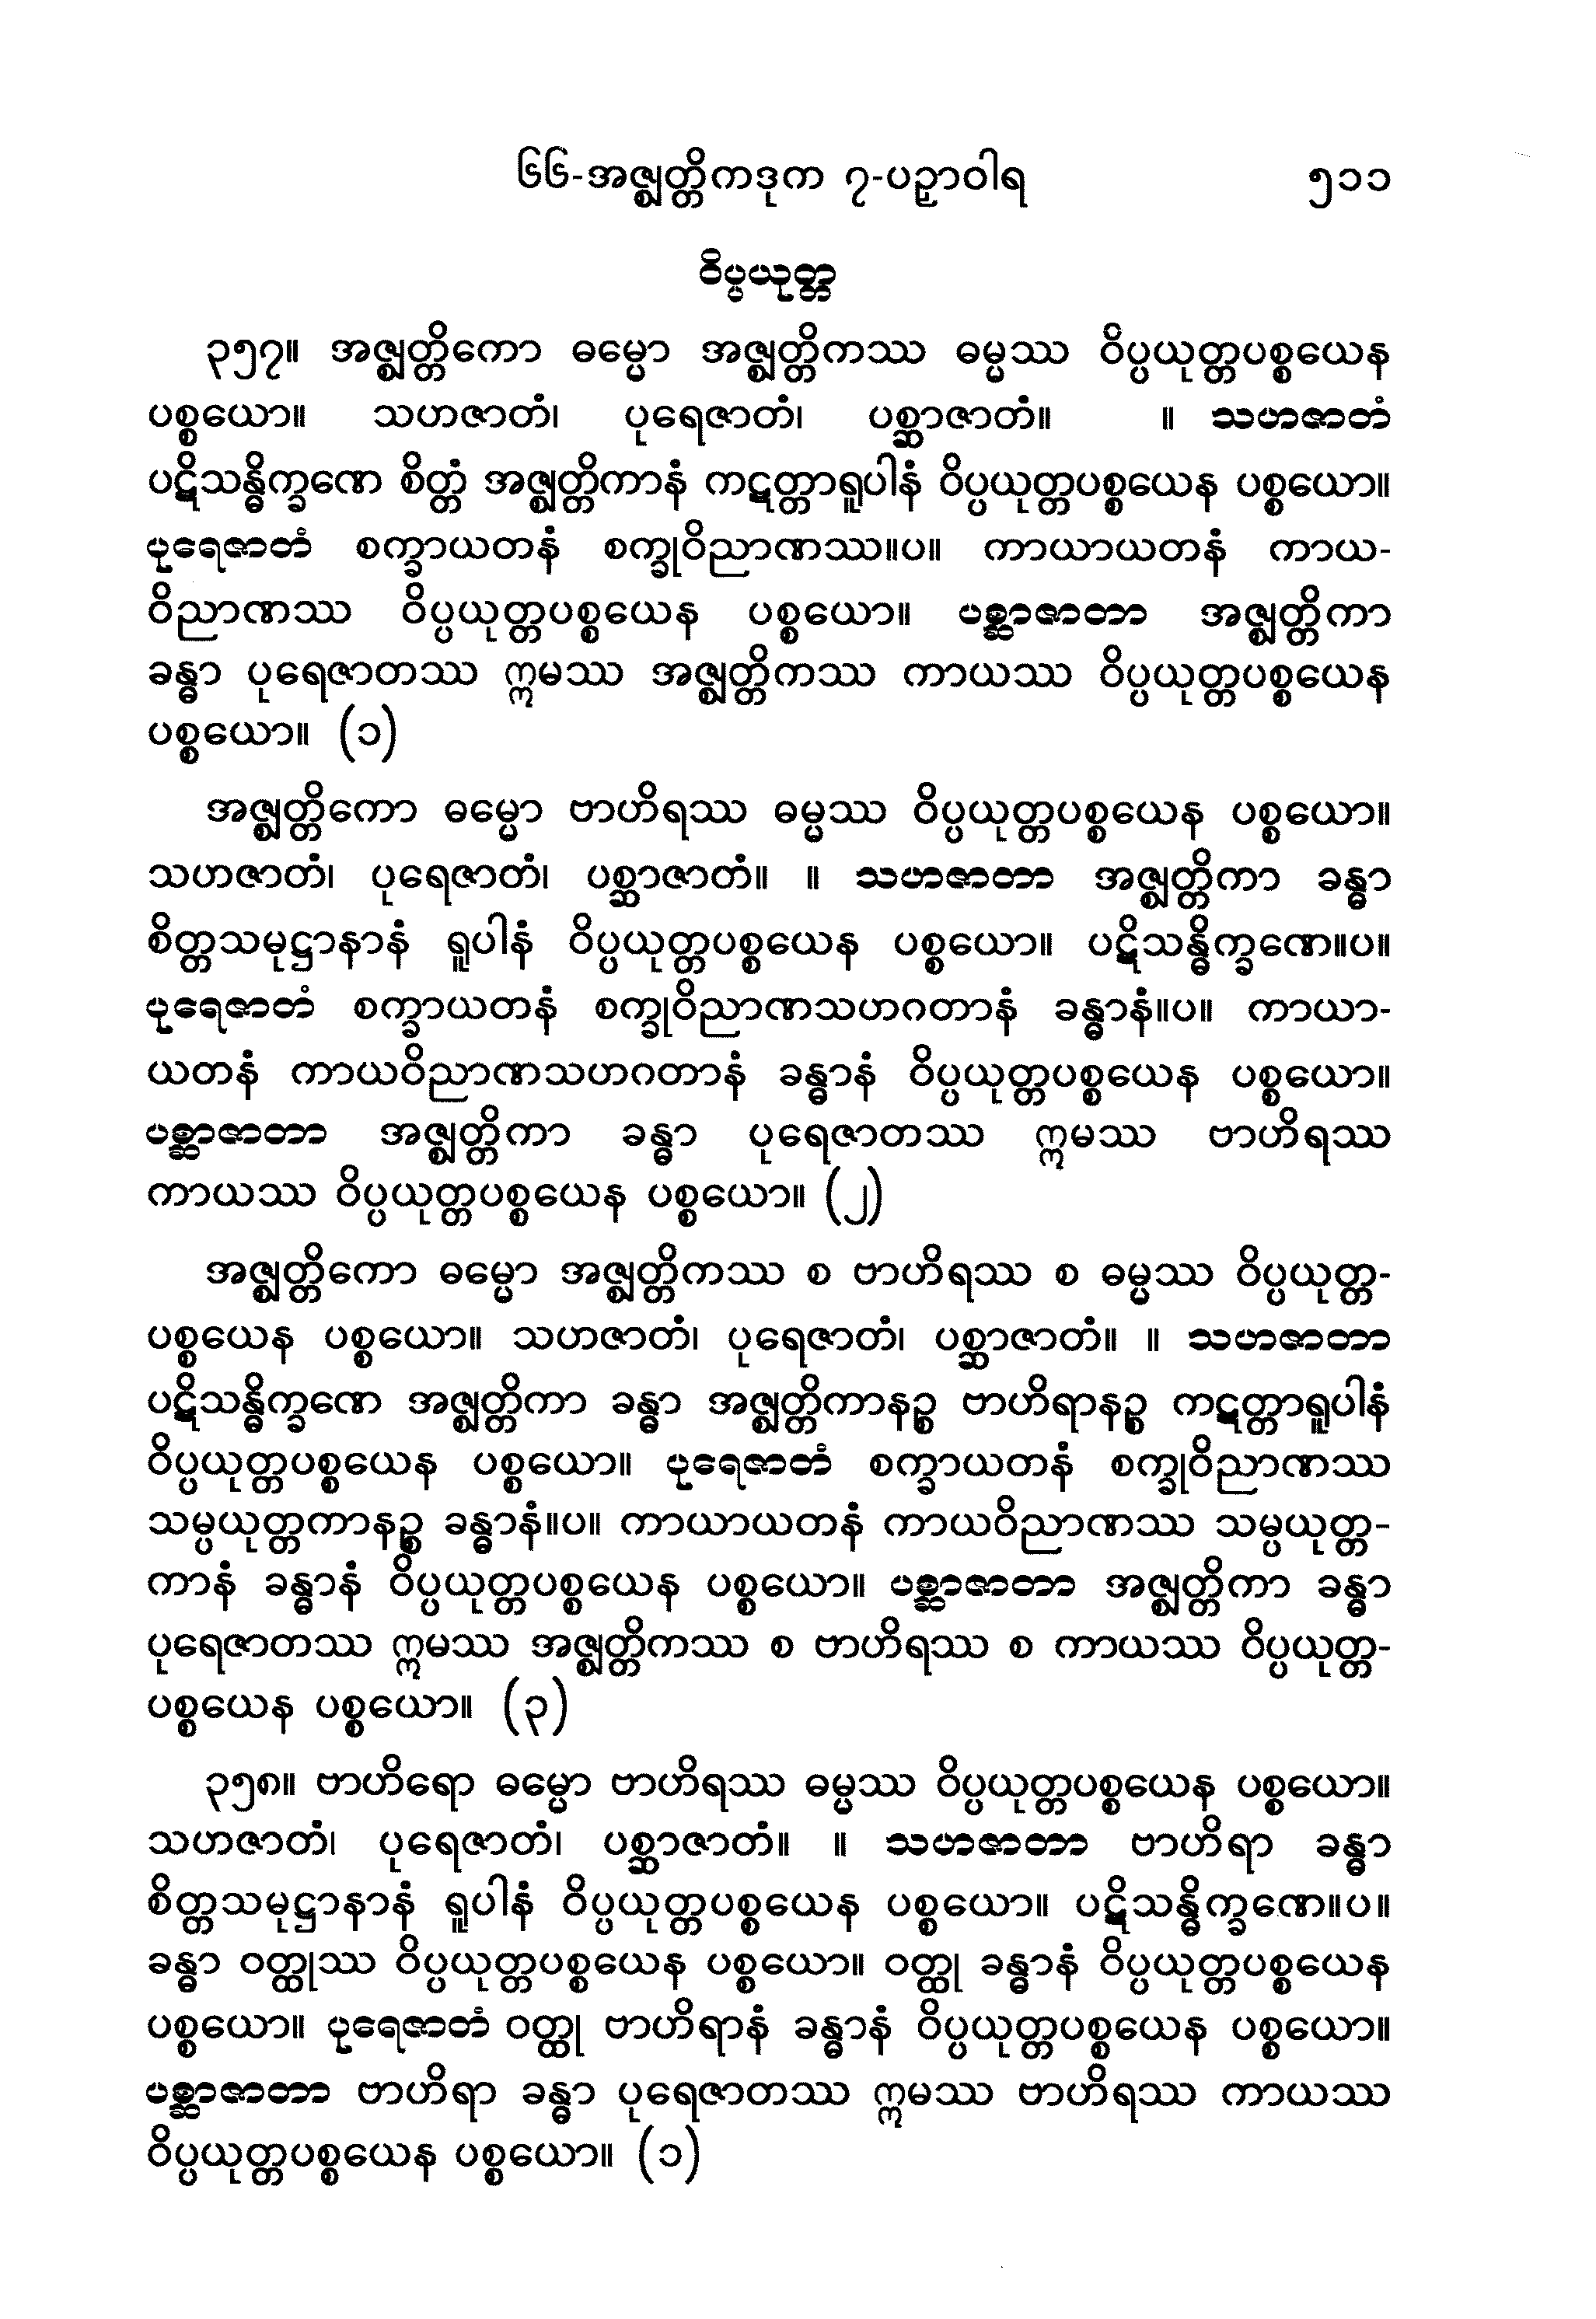 ၆၆-အဇ္ဈတ္တိကဒုက ၇-ပဉှာဝါရ ၅၁၁
ဝိပ္ပယုတ္တ
၃၅၇။ အဇ္ဈတ္တိကော ဓမ္မော အဇ္ဈတ္တိကဿ ဓမ္မဿ ဝိပ္ပယုတ္တပစ္စယေန
ပစ္စယော။ သဟဇာတံ၊ ပုရေဇာတံ၊ ပစ္ဆာဇာတံ။ ။ သဟဇာတံ
ပဋိသန္ဓိက္ခဏေ စိတ္တံ အဇ္ဈတ္တိကာနံ ကဋတ္တာရူပါနံ ဝိပ္ပယုတ္တပစ္စယေန ပစ္စယော။
ပုရေဇာတံ စက္ခာယတနံ စက္ခုဝိညာဏဿ။ပ။ ကာယာယတနံ ကာယ-
ဝိညာဏဿ ဝိပ္ပယုတ္တပစ္စယေန ပစ္စယော။ ပစ္ဆာဇာတာ အဇ္ဈတ္တိကာ
ခန္ဓာ ပုရေဇာတဿ ဣမဿ အဇ္ဈတ္တိကဿ ကာယဿ ဝိပ္ပယုတ္တပစ္စယေန
ပစ္စယော။ (၁)
အဇ္ဈတ္တိကော ဓမ္မော ဗာဟိရဿ ဓမ္မဿ ဝိပ္ပယုတ္တပစ္စယေန ပစ္စယော။
သဟဇာတံ၊ ပုရေဇာတံ၊ ပစ္ဆာဇာတံ။ ။ သဟဇာတာ အဇ္ဈတ္တိကာ ခန္ဓာ
စိတ္တသမုဋ္ဌာနာနံ ရူပါနံ ဝိပ္ပယုတ္တပစ္စယေန ပစ္စယော။ ပဋိသန္ဓိက္ခဏေ။ပ။
ပုရေဇာတံ စက္ခာယတနံ စက္ခုဝိညာဏသဟဂတာနံ ခန္ဓာနံ။ပ။ ကာယာ-
ယတနံ ကာယဝိညာဏသဟဂတာနံ ခန္ဓာနံ ဝိပ္ပယုတ္တပစ္စယေန ပစ္စယော။
ပစ္ဆာဇာတာ အဇ္ဈတ္တိကာ ခန္ဓာ ပုရေဇာတဿ ဣမဿ ဗာဟိရဿ
ကာယဿ ဝိပ္ပယုတ္တပစ္စယေန ပစ္စယော။ (၂)
အဇ္ဈတ္တိကော ဓမ္မော အဇ္ဈတ္တိကဿ စ ဗာဟိရဿ စ ဓမ္မဿ ဝိပ္ပယုတ္တ-
ပစ္စယေန ပစ္စယော။ သဟဇာတံ၊ ပုရေဇာတံ၊ ပစ္ဆာဇာတံ။ ။ သဟဇာတာ
ပဋိသန္ဓိက္ခဏေ အဇ္ဈတ္တိကာ ခန္ဓာ အဇ္ဈတ္တိကာနဉ္စ ဗာဟိရာနဉ္စ ကဋတ္တာရူပါနံ
ဝိပ္ပယုတ္တပစ္စယေန ပစ္စယော။ ပုရေဇာတံ စက္ခာယတနံ စက္ခုဝိညာဏဿ
သမ္ပယုတ္တကာနဉ္စ ခန္ဓာနံ။ပ။ ကာယာယတနံ ကာယဝိညာဏဿ သမ္ပယုတ္တ-
ကာနံ ခန္ဓာနံ ဝိပ္ပယုတ္တပစ္စယေန ပစ္စယော။ ပစ္ဆာဇာတာ အဇ္ဈတ္တိကာ ခန္ဓာ
ပုရေဇာတဿ ဣမဿ အဇ္ဈတ္တိကဿ စ ဗာဟိရဿ စ ကာယဿ ဝိပ္ပယုတ္တ-
ပစ္စယေန ပစ္စယော။ (၃)
၃၅၈။ ဗာဟိရော ဓမ္မော ဗာဟိရဿ ဓမ္မဿ ဝိပ္ပယုတ္တပစ္စယေန ပစ္စယော။
သဟဇာတံ၊ ပုရေဇာတံ၊ ပစ္ဆာဇာတံ။ ။ သဟဇာတာ ဗာဟိရာ ခန္ဓာ
စိတ္တသမုဋ္ဌာနာနံ ရူပါနံ ဝိပ္ပယုတ္တပစ္စယေန ပစ္စယော။ ပဋိသန္ဓိက္ခဏေ။ပ။
ခန္ဓာ ဝတ္ထုဿ ဝိပ္ပယုတ္တပစ္စယေန ပစ္စယော။ ဝတ္ထု ခန္ဓာနံ ဝိပ္ပယုတ္တပစ္စယေန
ပစ္စယော။ ပုရေဇာတံ ဝတ္ထု ဗာဟိရာနံ ခန္ဓာနံ ဝိပ္ပယုတ္တပစ္စယေန ပစ္စယော။
ပစ္ဆာဇာတာ ဗာဟိရာ ခန္ဓာ ပုရေဇာတဿ ဣမဿ ဗာဟိရဿ ကာယဿ
ဝိပ္ပယုတ္တပစ္စယေန ပစ္စယော။ (၁)